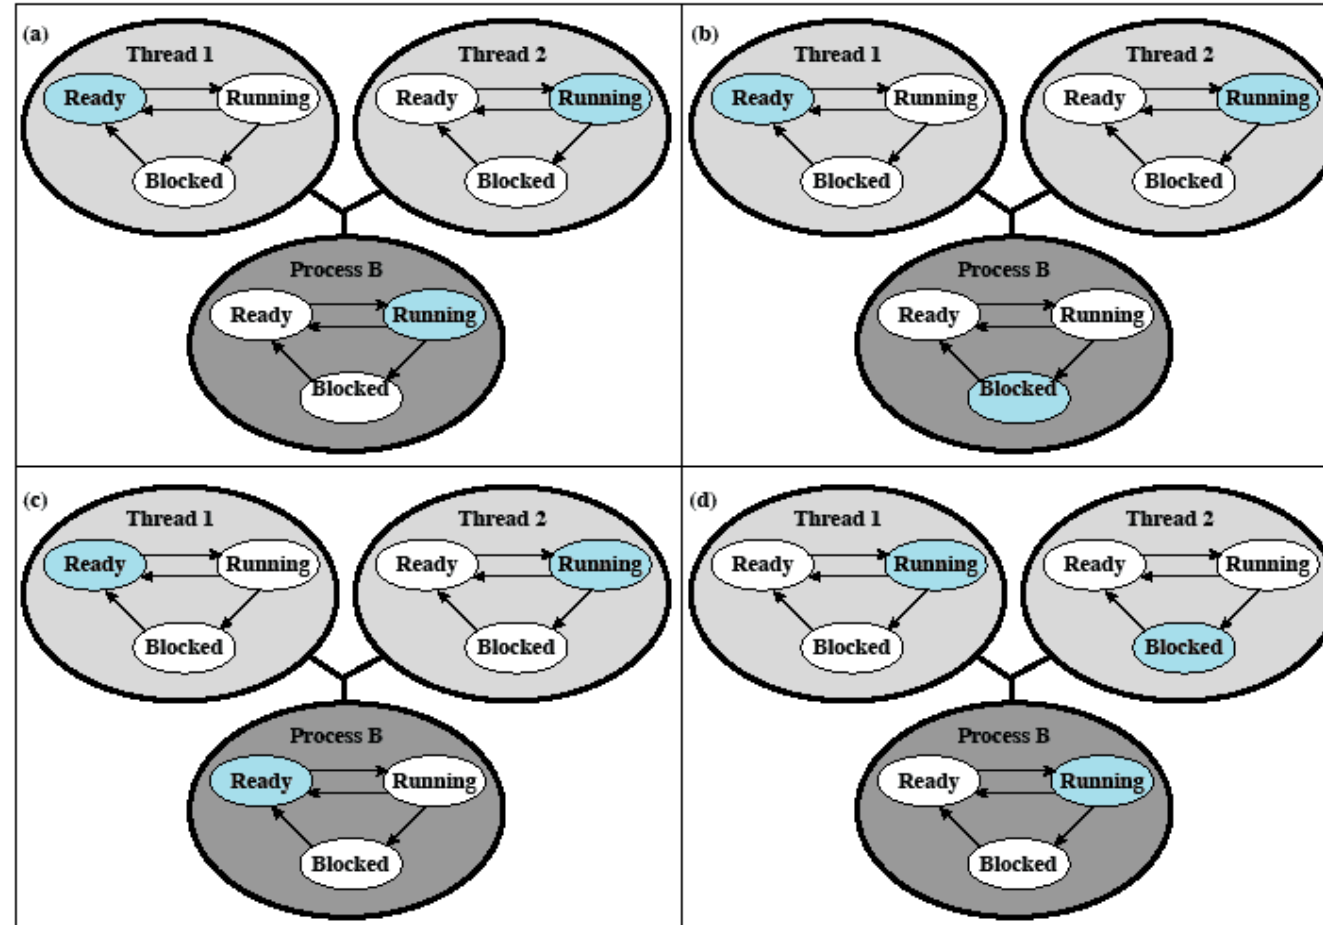 (a)
Thread 1
Ready
Running
Blocked
Thread 2
Ready
Running
Blocked
Process B
Ready
Running
Blocked
(b)
Thread 1
Ready
Running
Blocked
Thread 2
Ready
Running
Blocked
Process B
Ready
Running
Blocked
(c)
Thread 1
Ready
Running
Blocked
Thread 2
Ready
Running
Blocked
Process B
Ready
Running
Blocked
(d)
Thread 1
Ready
Running
Blocked
Thread 2
Ready
Running
Blocked
Process B
Ready
Running
Blocked